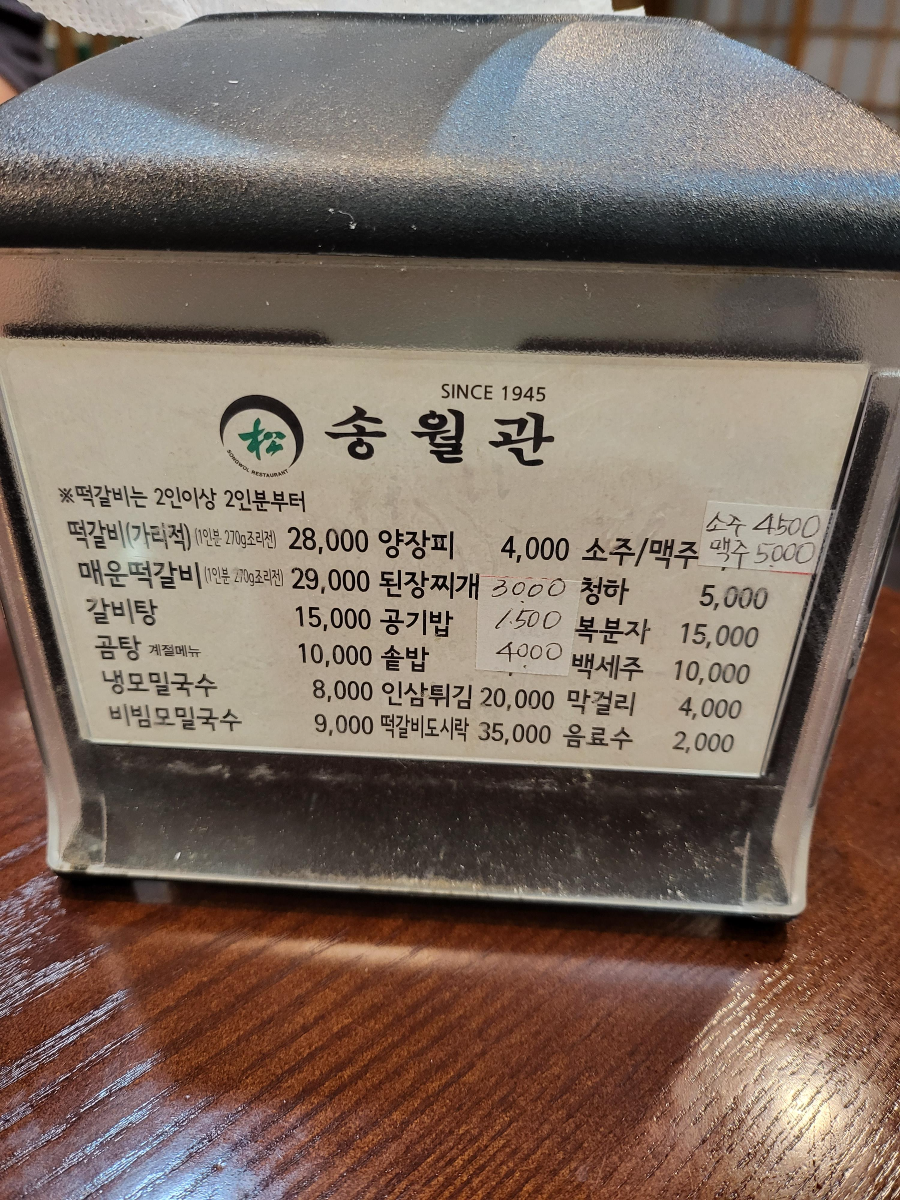 SINCE 1945
松 송월관
SONGWOL RESTAURANT
※떡갈비는 2인이상 2인분부터
떡갈비(가리적) (1인분 270g조리전) 28,000
매운떡갈비 (1인분 270g조리전) 29,000
갈비탕 15,000
곰탕 계절메뉴 10,000
냉모밀국수 8,000
비빔모밀국수 9,000
양장피 4,000
된장찌개 3000
공기밥 1,500
솥밥 4000
인삼튀김 20,000
떡갈비도시락 35,000
소주/맥주 소주 4500
맥주 5000
청하 5,000
복분자 15,000
백세주 10,000
막걸리 4,000
음료수 2,000